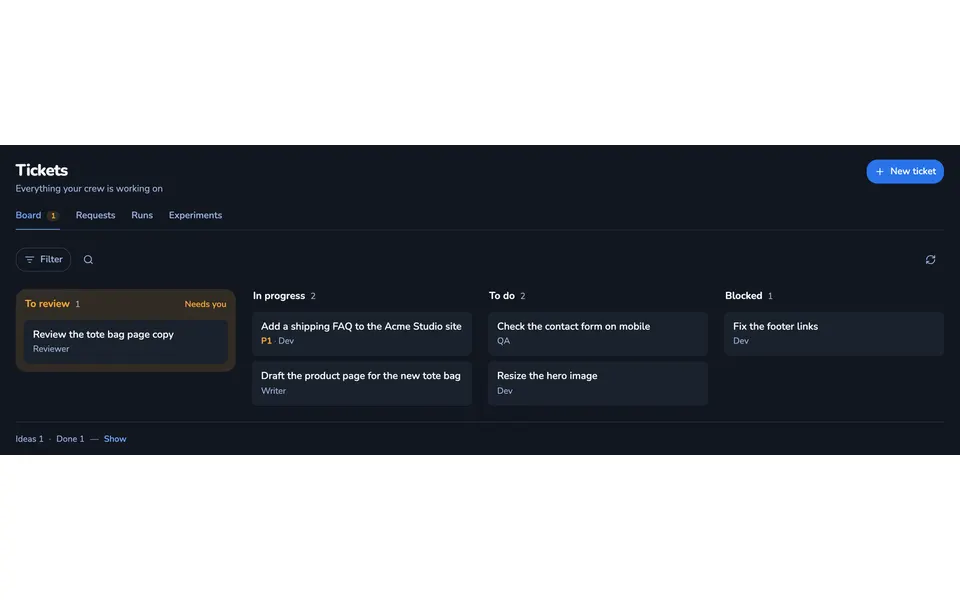 Tickets
Everything your crew is working on
+ New ticket
Board 1 Requests Runs Experiments
Filter
To review 1 Needs you
Review the tote bag page copy
Reviewer
In progress 2
Add a shipping FAQ to the Acme Studio site
P1 · Dev
Draft the product page for the new tote bag
Writer
To do 2
Check the contact form on mobile
QA
Resize the hero image
Dev
Blocked 1
Fix the footer links
Dev
Ideas 1 · Done 1 — Show